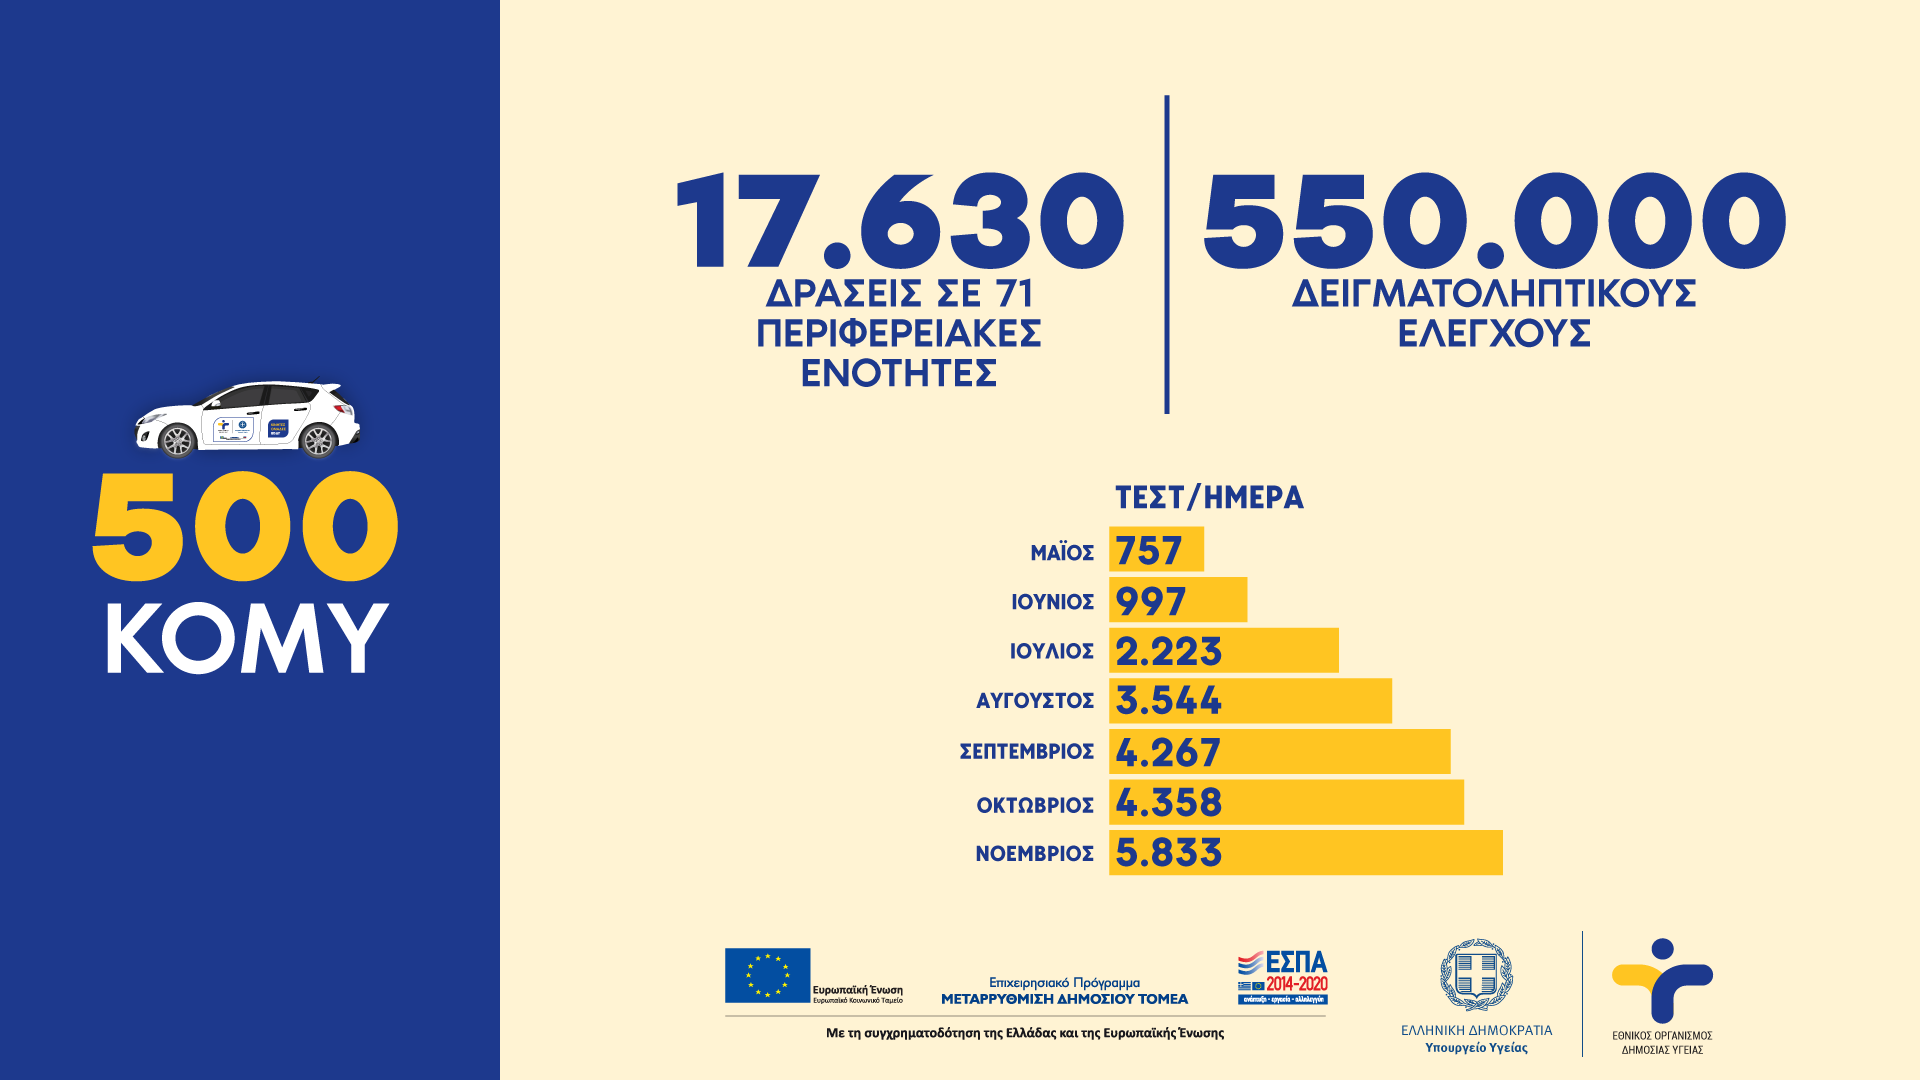 500
ΚΟΜΥ
17.630
ΔΡΑΣΕΙΣ ΣΕ 71
ΠΕΡΙΦΕΡΕΙΑΚΕΣ
ΕΝΟΤΗΤΕΣ
550.000
ΔΕΙΓΜΑΤΟΛΗΠΤΙΚΟΥΣ
ΕΛΕΓΧΟΥΣ
ΤΕΣΤ/ΗΜΕΡΑ
ΜΑΪΟΣ 757
ΙΟΥΝΙΟΣ 997
ΙΟΥΛΙΟΣ 2.223
ΑΥΓΟΥΣΤΟΣ 3.544
ΣΕΠΤΕΜΒΡΙΟΣ 4.267
ΟΚΤΩΒΡΙΟΣ 4.358
ΝΟΕΜΒΡΙΟΣ 5.833
Ευρωπαϊκή Ένωση
Ευρωπαϊκό Κοινωνικό Ταμείο
Επιχειρησιακό Πρόγραμμα
ΜΕΤΑΡΡΥΘΜΙΣΗ ΔΗΜΟΣΙΟΥ ΤΟΜΕΑ
ΕΣΠΑ
2014-2020
ανάπτυξη - εργασία - αλληλεγγύη
Με τη συγχρηματοδότηση της Ελλάδας και της Ευρωπαϊκής Ένωσης
ΕΛΛΗΝΙΚΗ ΔΗΜΟΚΡΑΤΙΑ
Υπουργείο Υγείας
ΕΘΝΙΚΟΣ ΟΡΓΑΝΙΣΜΟΣ
ΔΗΜΟΣΙΑΣ ΥΓΕΙΑΣ